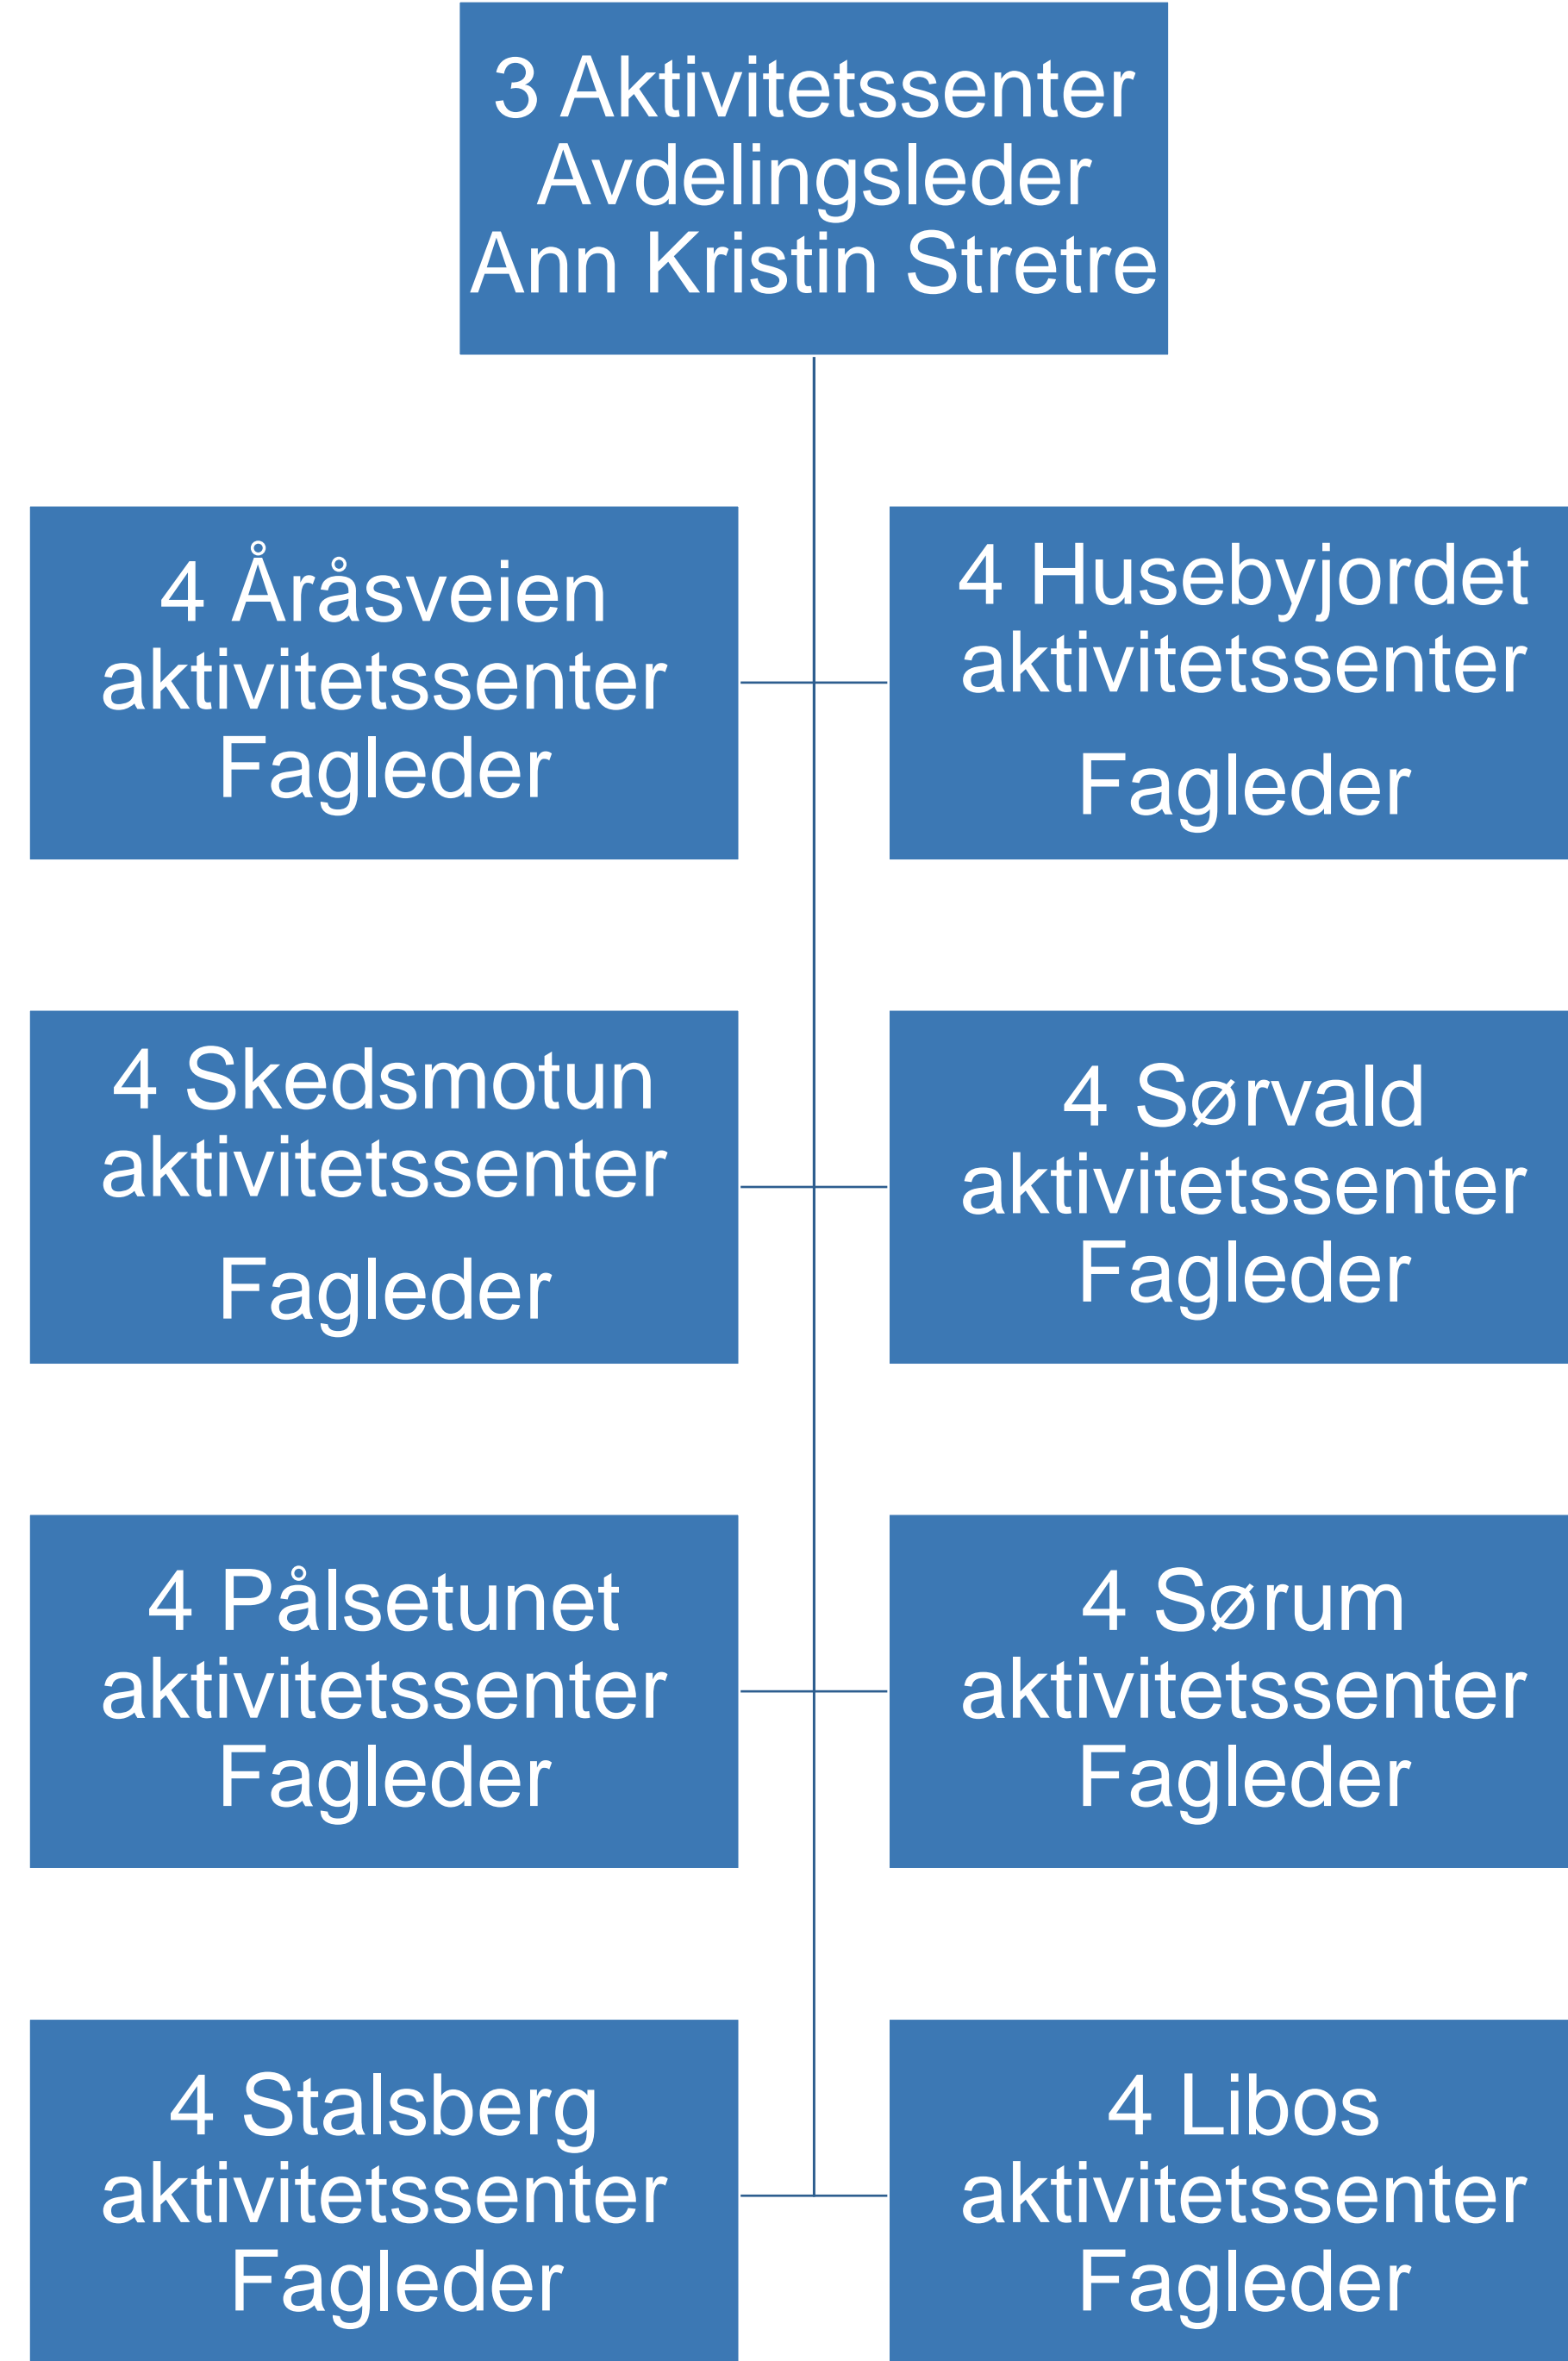 3 Aktivitetssenter
Avdelingsleder
Ann Kristin Stretre
4 Åråsveien
aktivitetssenter
Fagleder
4 Husebyjordet
aktivitetssenter
Fagleder
4 Skedsmotun
aktivitetssenter
Fagleder
4 Sørvald
aktivitetssenter
Fagleder
4 Pålsetunet
aktivitetssenter
Fagleder
4 Sørum
aktivitetssenter
Fagleder
4 Stalsberg
aktivitetssenter
Fagleder
4 Libos
aktivitetssenter
Fagleder